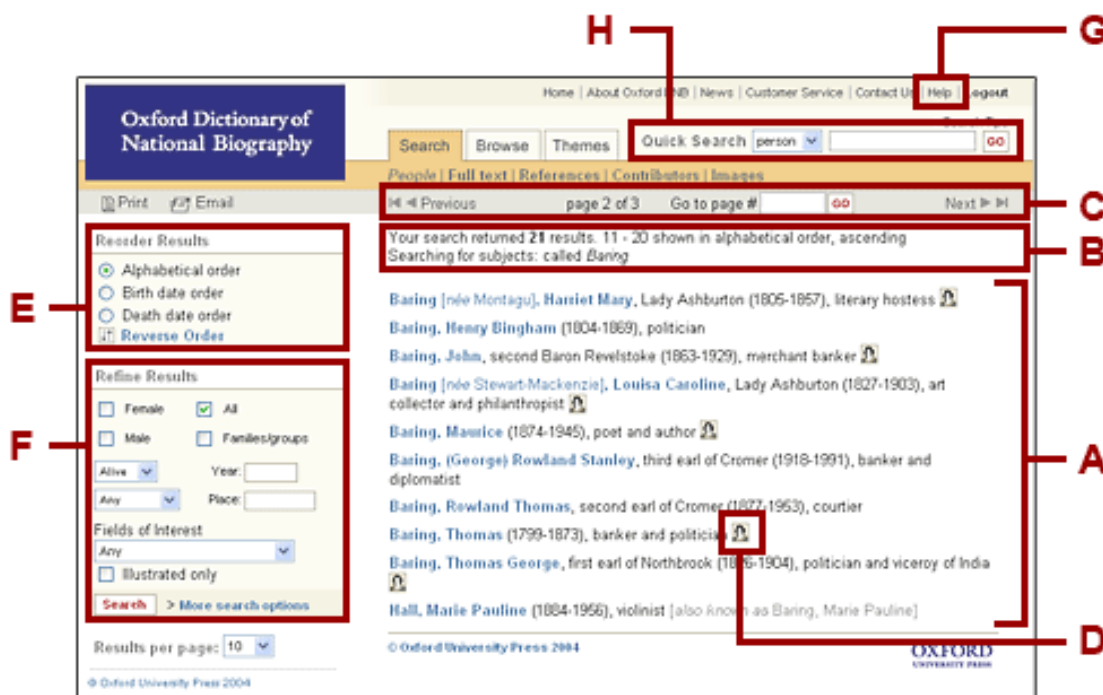 H
G
Home | About Oxford DNB | News | Customer Service | Contact Us | Help | Logout
Oxford Dictionary of
National Biography
Search Browse Themes Quick Search person GO
People | Full text | References | Contributors | Images
Print Email
Previous page 2 of 3 Go to page # GO Next
C
Your search returned 21 results. 11 - 20 shown in alphabetical order, ascending
Searching for subjects: called Baring
B
Reorder Results
Alphabetical order
Birth date order
Death date order
Reverse Order
E
Refine Results
Female All
Male Families/groups
Alive Year:
Any Place:
Fields of Interest
Any
Illustrated only
Search > More search options
F
Results per page: 10
© Oxford University Press 2004
Baring [née Montagu], Harriet Mary, Lady Ashburton (1805-1857), literary hostess
Baring, Henry Bingham (1804-1869), politician
Baring, John, second Baron Revelstoke (1863-1929), merchant banker
Baring [née Stewart-Mackenzie], Louisa Caroline, Lady Ashburton (1827-1903), art
collector and philanthropist
Baring, Maurice (1874-1945), poet and author
Baring, (George) Rowland Stanley, third earl of Cromer (1918-1991), banker and
diplomatist
Baring, Rowland Thomas, second earl of Cromer (1877-1953), courtier
Baring, Thomas (1799-1873), banker and politician
Baring, Thomas George, first earl of Northbrook (1826-1904), politician and viceroy of India
Hall, Marie Pauline (1884-1956), violinist [also known as Baring, Marie Pauline]
A
D
© Oxford University Press 2004
OXFORD
UNIVERSITY PRESS